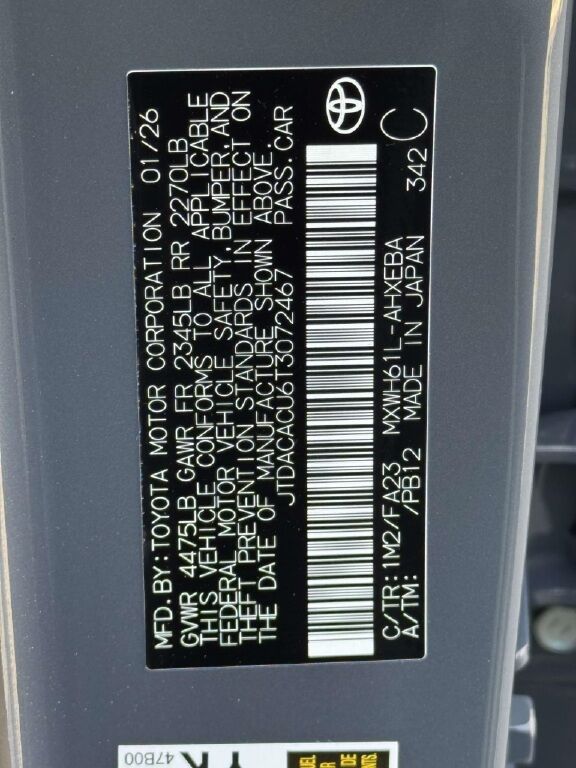 MFD. BY: TOYOTA MOTOR CORPORATION 01/26
GVWR 4475LB GAWR FR 2345LB RR 2270LB
THIS VEHICLE CONFORMS TO ALL APPLICABLE
FEDERAL MOTOR VEHICLE SAFETY, BUMPER, AND
THEFT PREVENTION STANDARDS IN EFFECT ON
THE DATE OF MANUFACTURE SHOWN ABOVE.
JTDACACU6T3072467 PASS. CAR
C/TR: 1M2/FA23 MXWH61L-AHXEBA
A/TM: /PB12 MADE IN JAPAN 342 C
47B00